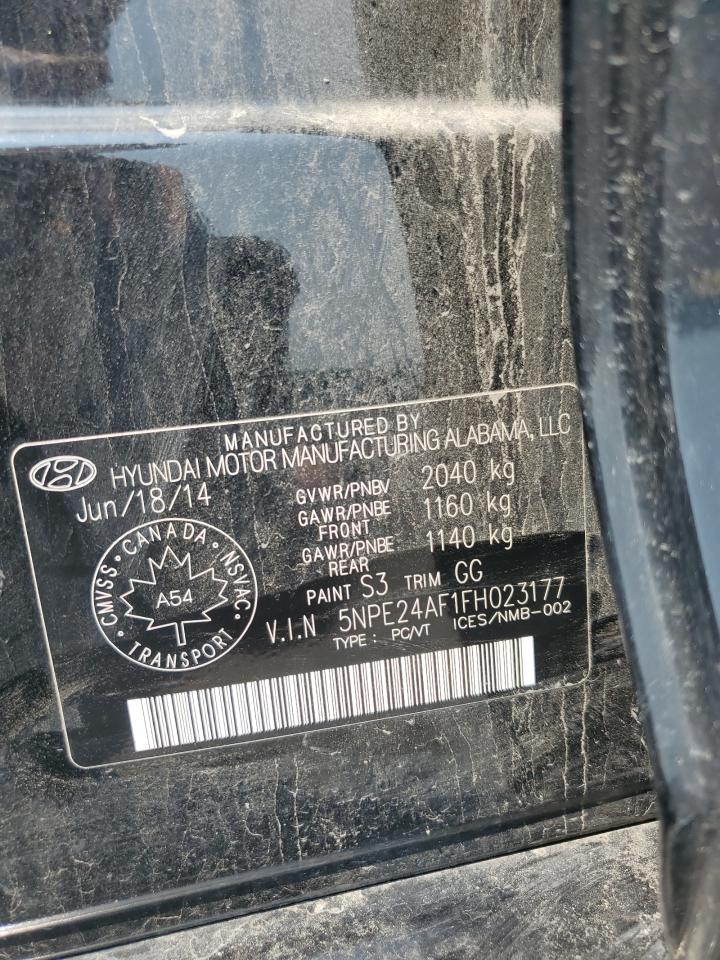 MANUFACTURED BY
HYUNDAI MOTOR MANUFACTURING ALABAMA, LLC
Jun/18/14
GVWR/PNBV 2040 kg
GAWR/PNBE FRONT 1160 kg
GAWR/PNBE REAR 1140 kg
PAINT S3 TRIM GG
V.I.N 5NPE24AF1FH023177
TYPE: PC/VT ICES/NMB-002
CMVSS • CANADA • NSVAC • TRANSPORT •
A54